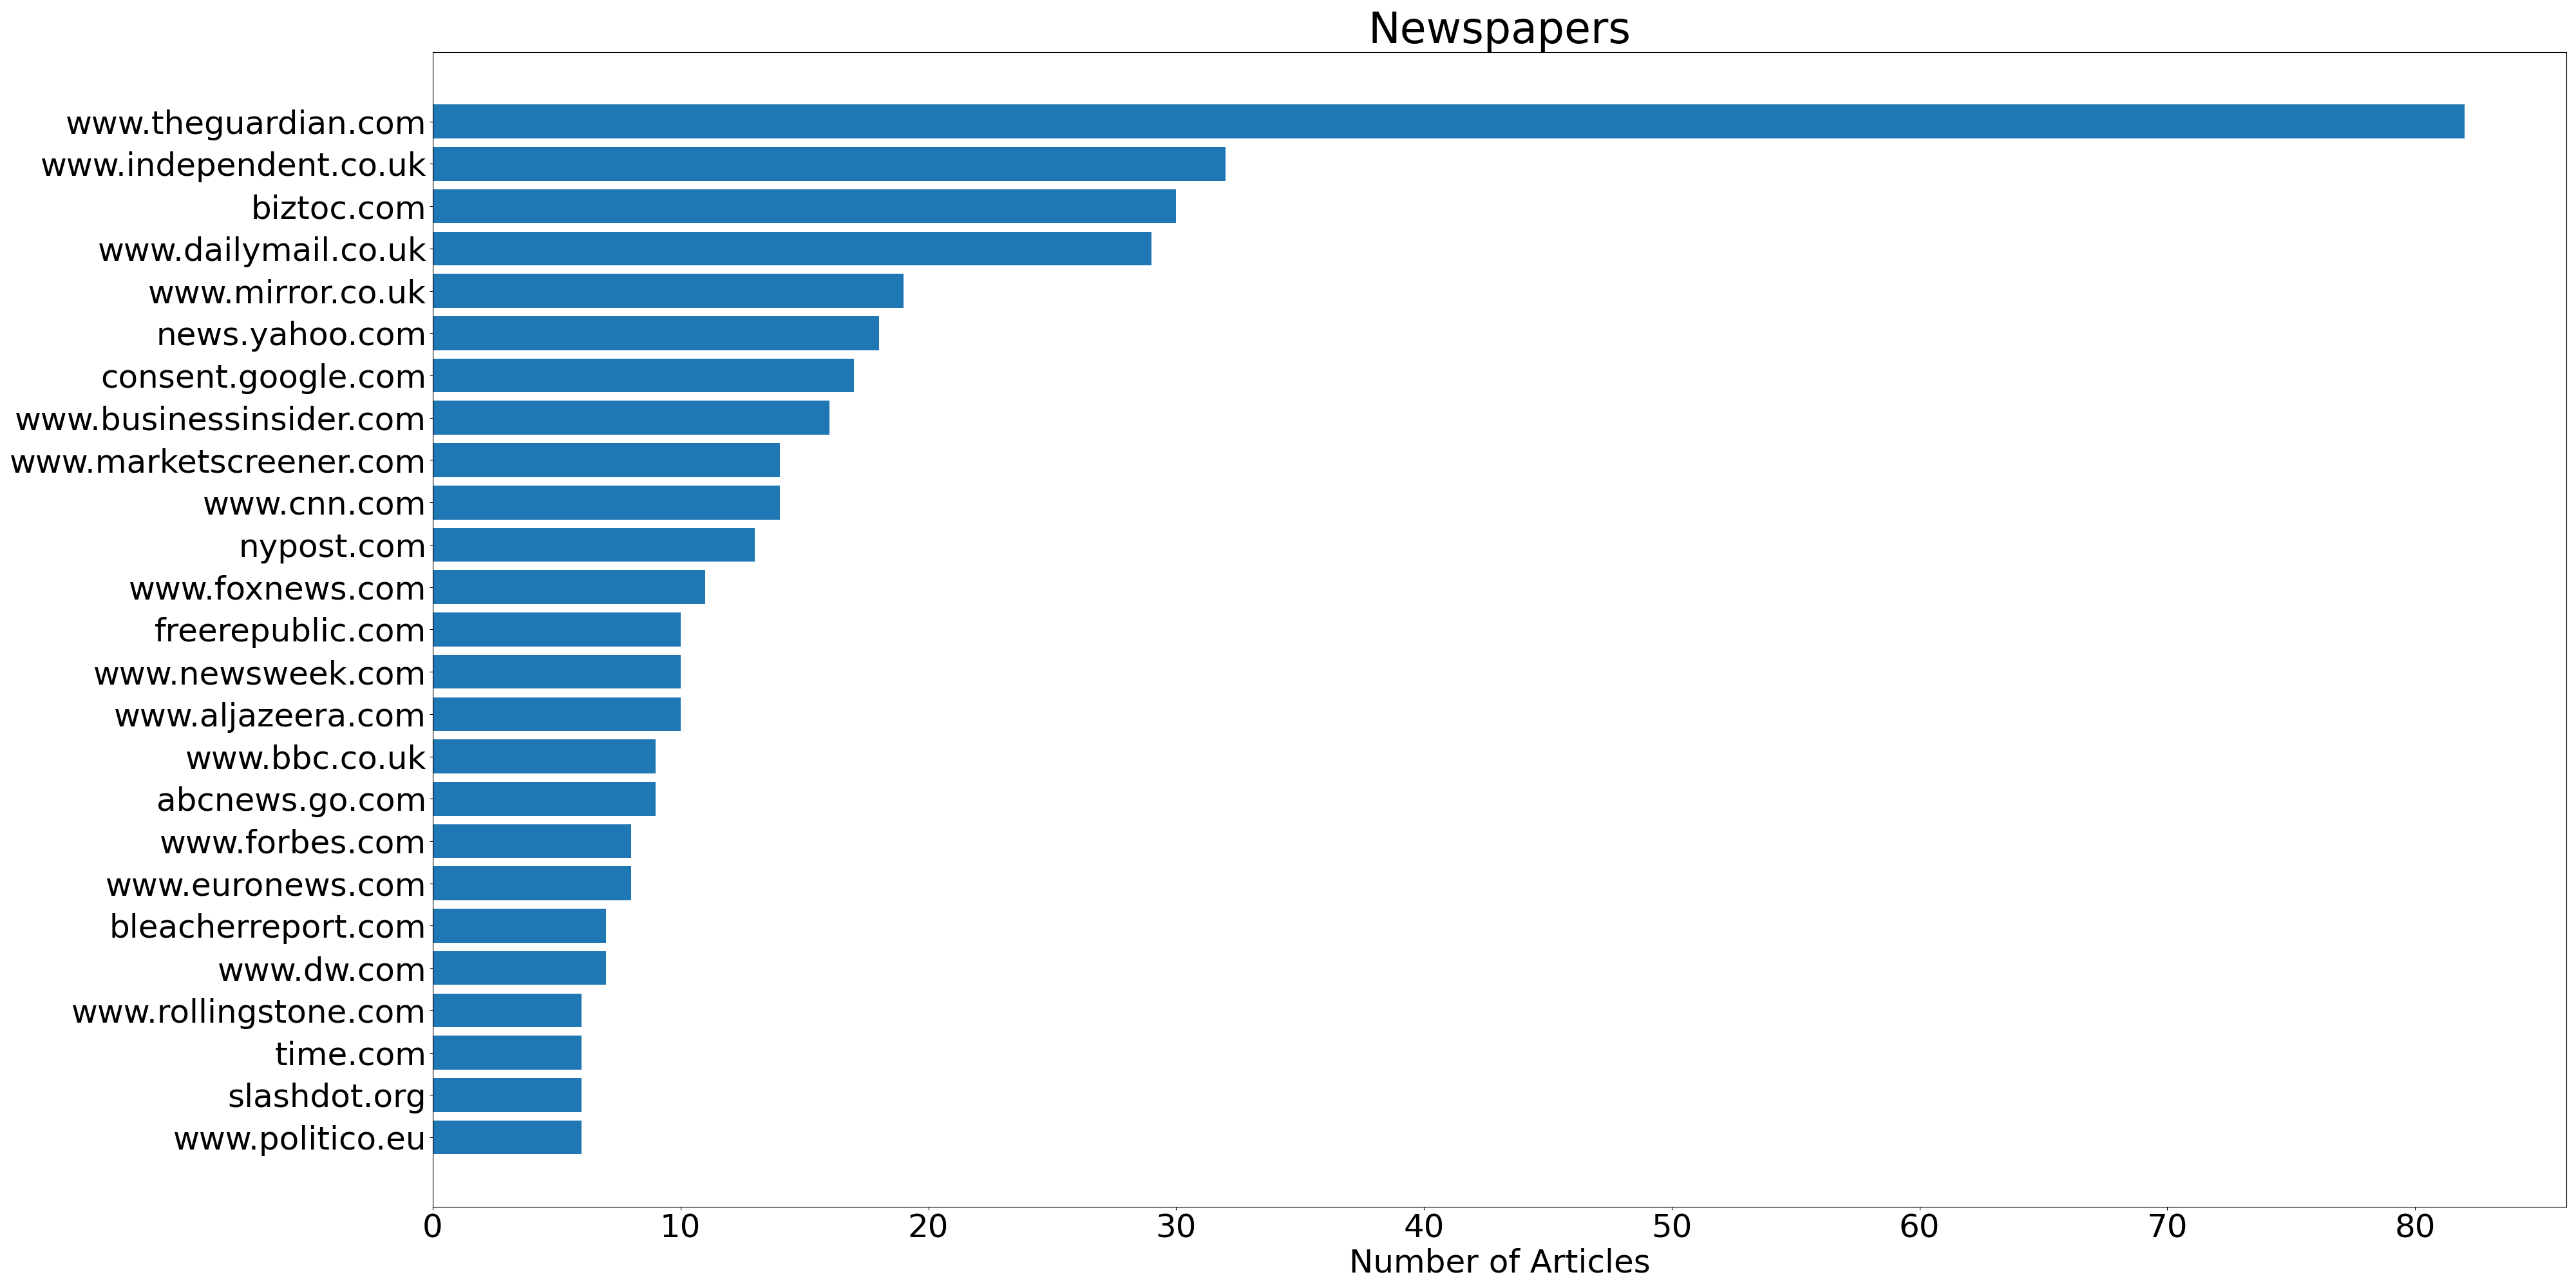 Newspapers
www.theguardian.com
www.independent.co.uk
biztoc.com
www.dailymail.co.uk
www.mirror.co.uk
news.yahoo.com
consent.google.com
www.businessinsider.com
www.marketscreener.com
www.cnn.com
nypost.com
www.foxnews.com
freerepublic.com
www.newsweek.com
www.aljazeera.com
www.bbc.co.uk
abcnews.go.com
www.forbes.com
www.euronews.com
bleacherreport.com
www.dw.com
www.rollingstone.com
time.com
slashdot.org
www.politico.eu
0 10 20 30 40 50 60 70 80
Number of Articles